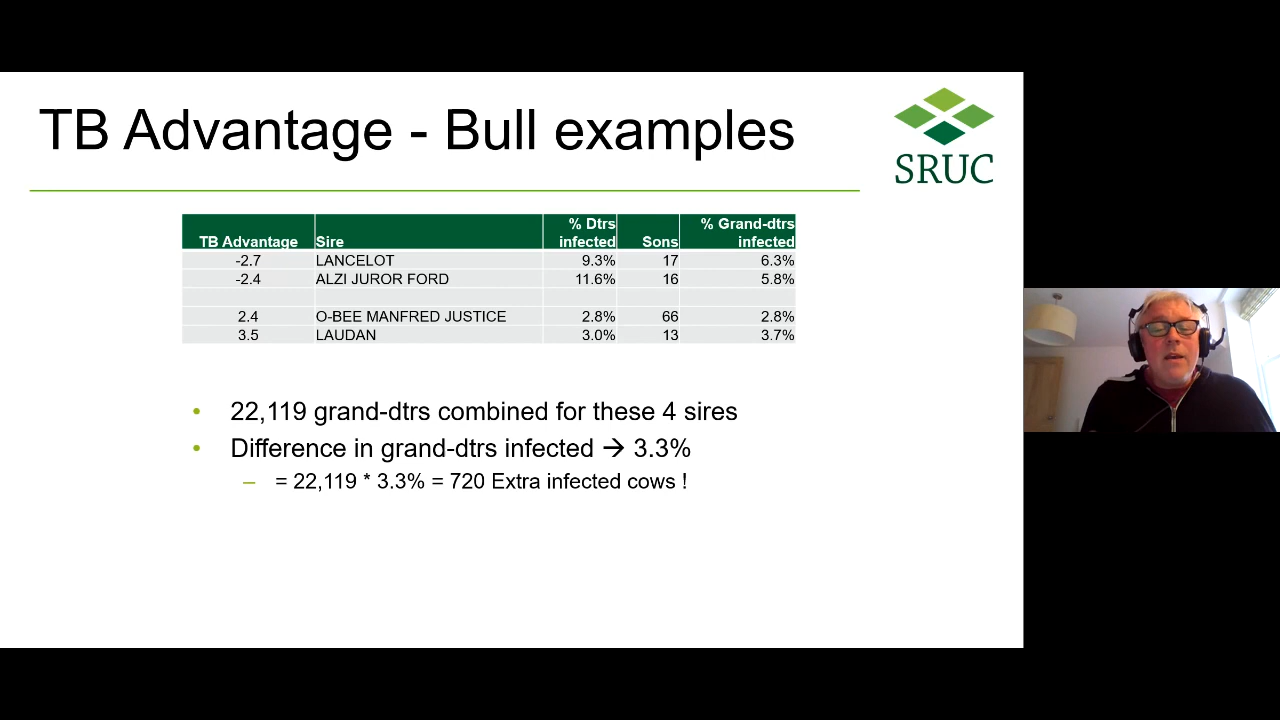 TB Advantage - Bull examples
SRUC
% Dtrs % Grand-dtrs
TB Advantage Sire infected Sons infected
-2.7 LANCELOT 9.3% 17 6.3%
-2.4 ALZI JUROR FORD 11.6% 16 5.8%
2.4 O-BEE MANFRED JUSTICE 2.8% 66 2.8%
3.5 LAUDAN 3.0% 13 3.7%
• 22,119 grand-dtrs combined for these 4 sires
• Difference in grand-dtrs infected → 3.3%
– = 22,119 * 3.3% = 720 Extra infected cows !